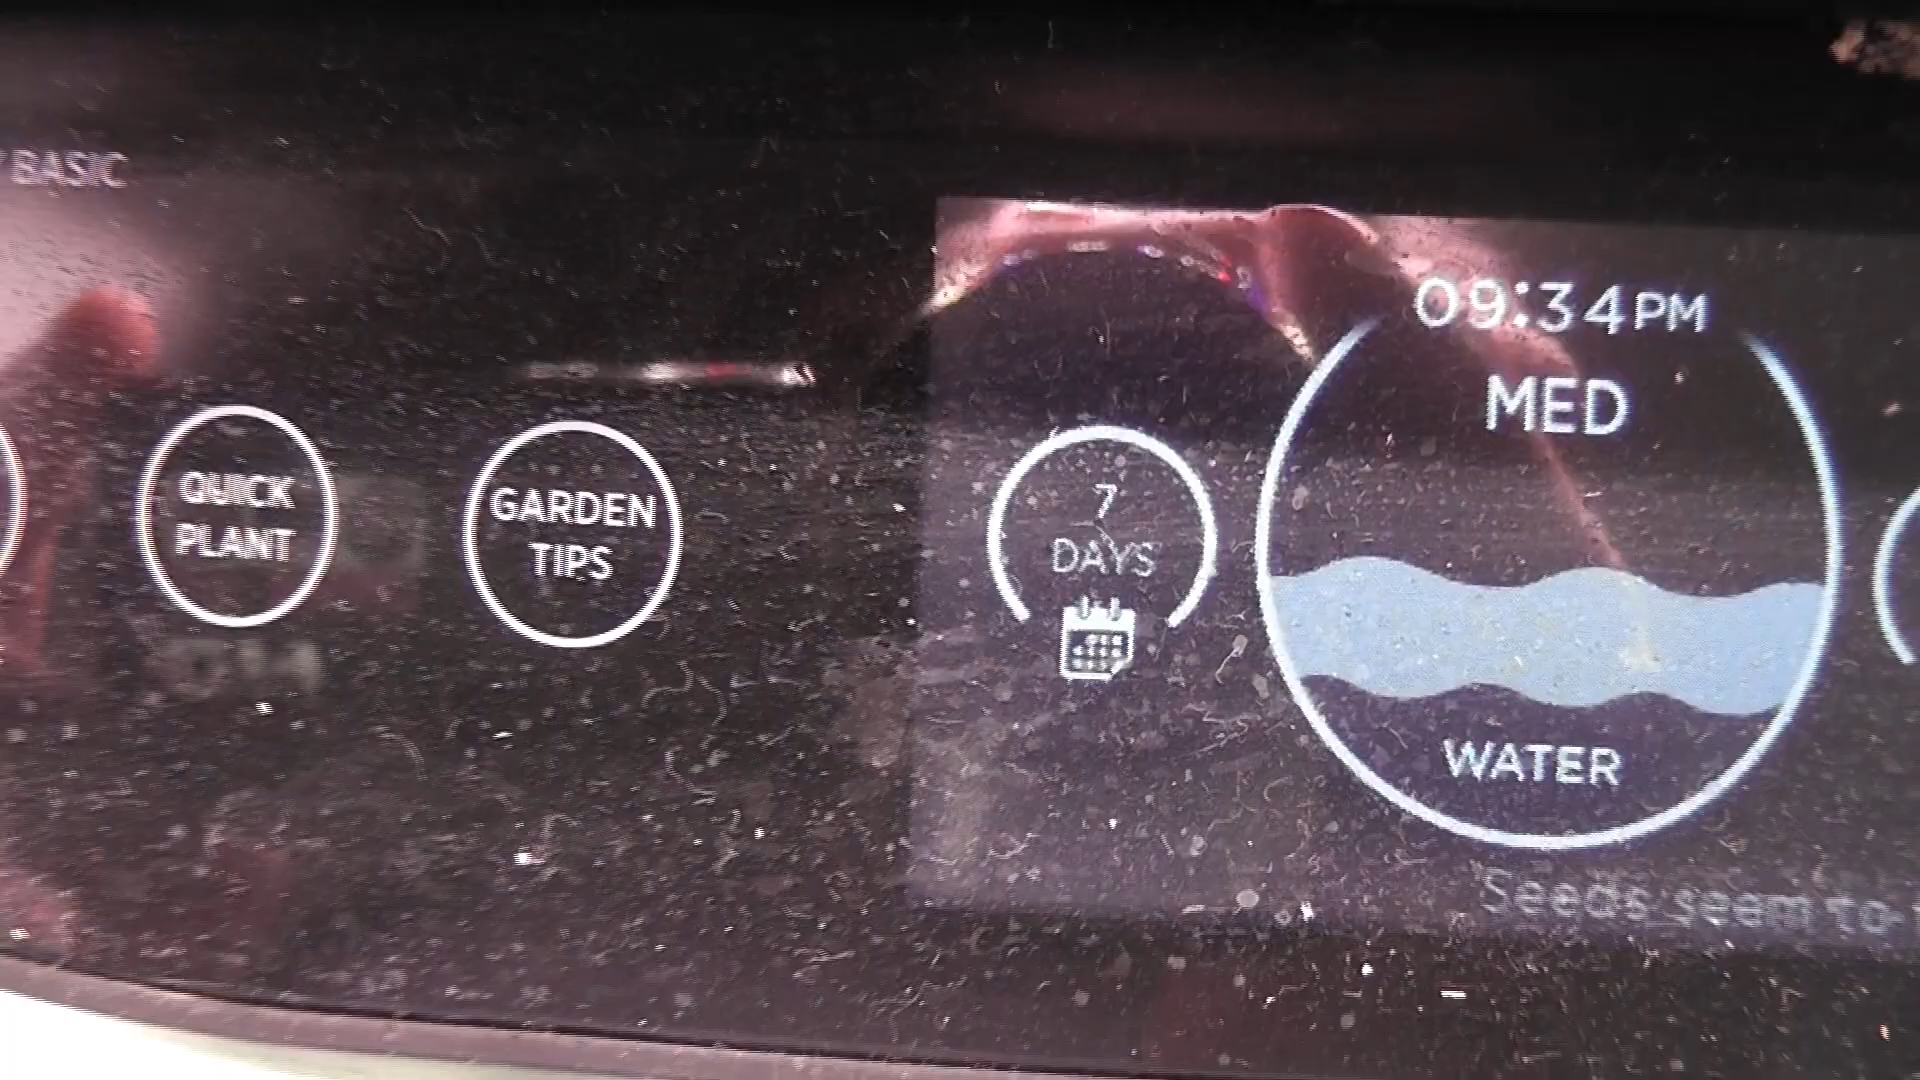 BASIC
QUICK
PLANT
GARDEN
TIPS
7
DAYS
09:34PM
MED
WATER
Seeds seem to